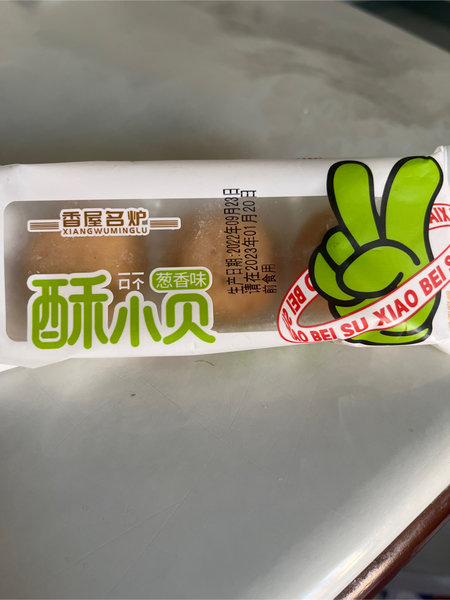 香屋名炉
XIANGWUMINGLU
一口个
葱香味
酥小贝
生产日期:2022年09月23日
请在2023年01月20日
前食用
BEI SU XIAO BEI SU